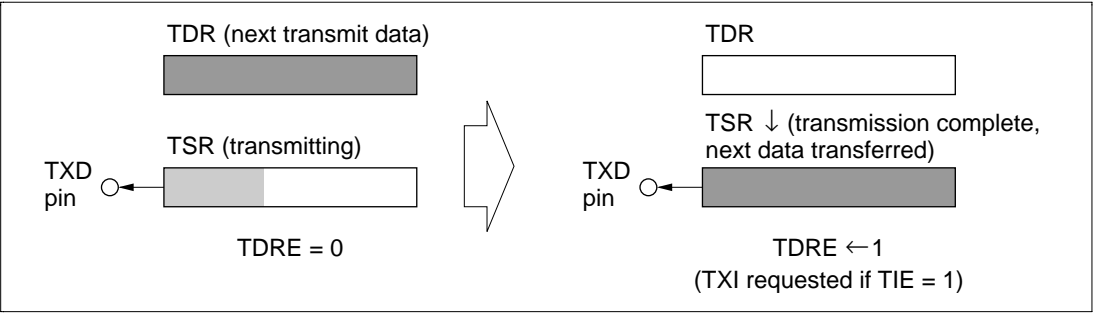 TDR (next transmit data)
TSR (transmitting)
TXD
pin
TDRE = 0
TDR
TSR ↓ (transmission complete,
next data transferred)
TXD
pin
TDRE ←1
(TXI requested if TIE = 1)